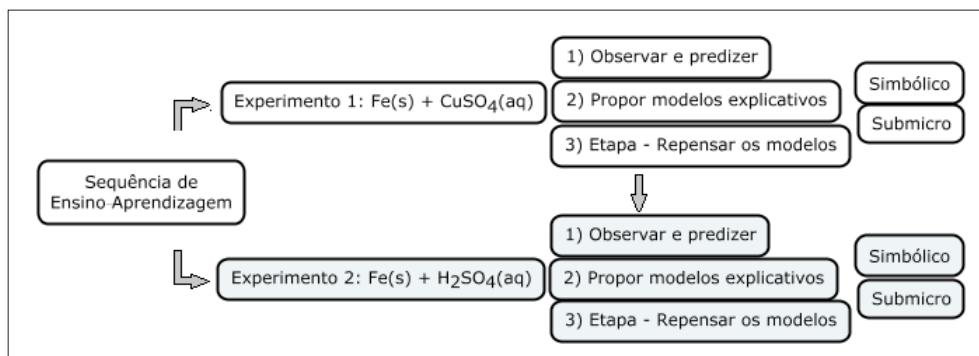 1) Observar e predizer
Experimento 1: Fe(s) + CuSO4(aq)
2) Propor modelos explicativos
Simbólico
Submicro
3) Etapa - Repensar os modelos
Sequência de
Ensino-Aprendizagem
1) Observar e predizer
Experimento 2: Fe(s) + H2SO4(aq)
2) Propor modelos explicativos
Simbólico
Submicro
3) Etapa - Repensar os modelos